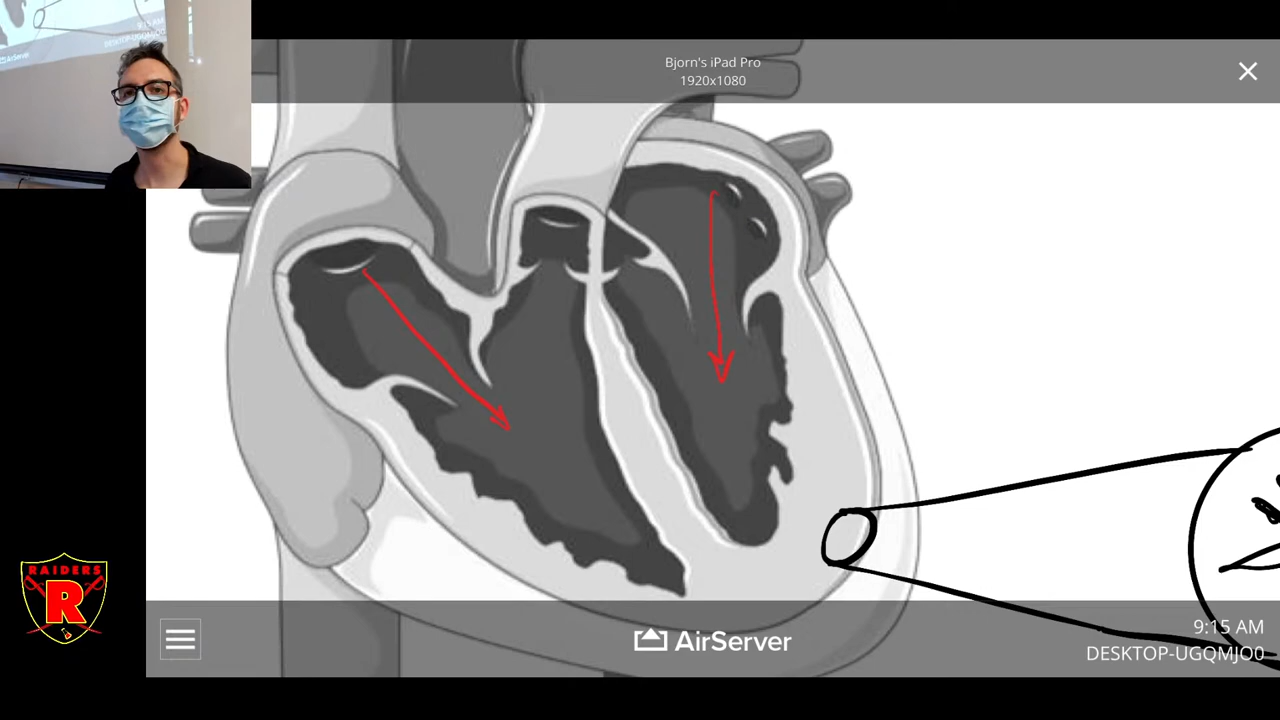 Bjorn's iPad Pro
1920x1080
RAIDERS
R
AirServer
9:15 AM
DESKTOP-UGQMJO0